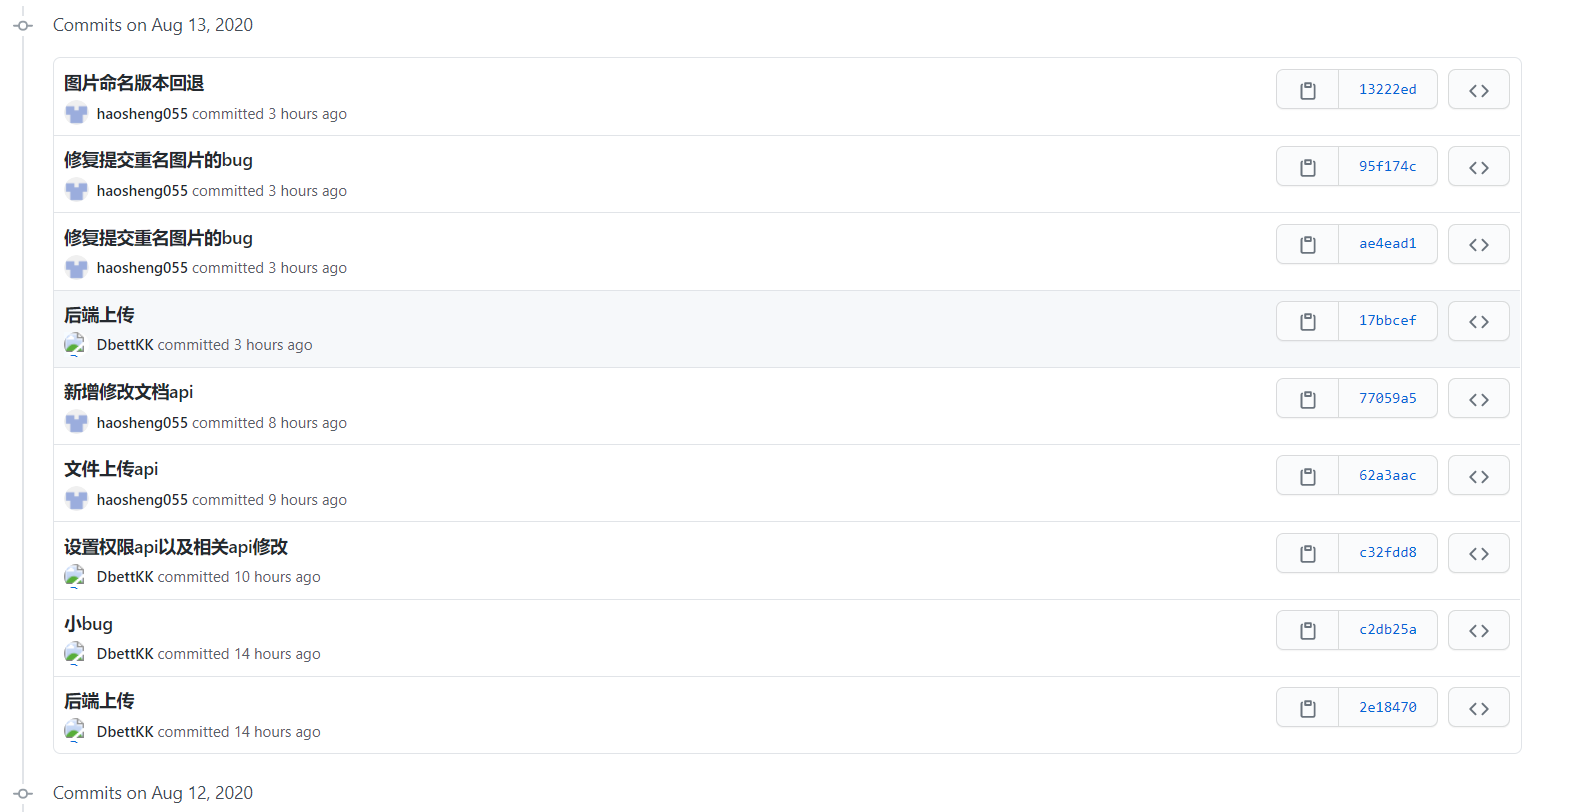 Commits on Aug 13, 2020
图片命名版本回退
haosheng055 committed 3 hours ago
13222ed
修复提交重名图片的bug
haosheng055 committed 3 hours ago
95f174c
修复提交重名图片的bug
haosheng055 committed 3 hours ago
ae4ead1
后端上传
DbettKK committed 3 hours ago
17bbcef
新增修改文档api
haosheng055 committed 8 hours ago
77059a5
文件上传api
haosheng055 committed 9 hours ago
62a3aac
设置权限api以及相关api修改
DbettKK committed 10 hours ago
c32fdd8
小bug
DbettKK committed 14 hours ago
c2db25a
后端上传
DbettKK committed 14 hours ago
2e18470
Commits on Aug 12, 2020